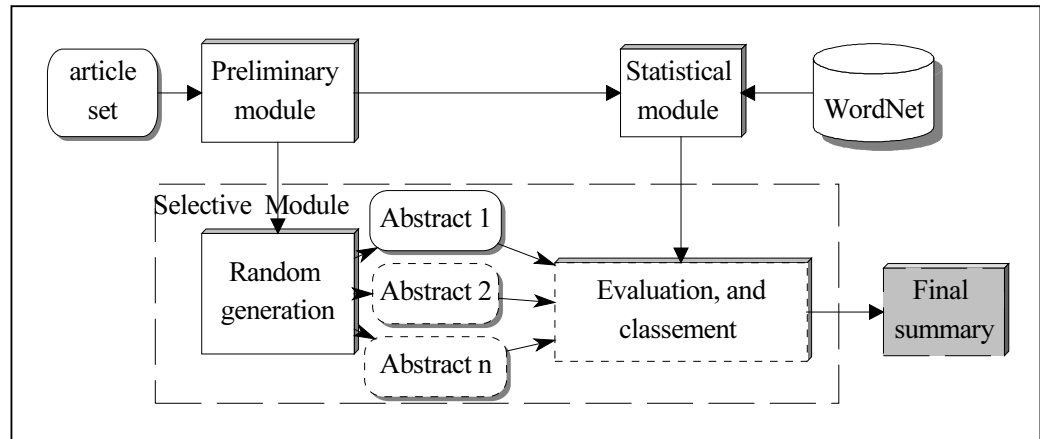 article
set
Preliminary
module
Statistical
module
WordNet
Selective Module
Random
generation
Abstract 1
Abstract 2
Abstract n
Evaluation, and
classement
Final
summary